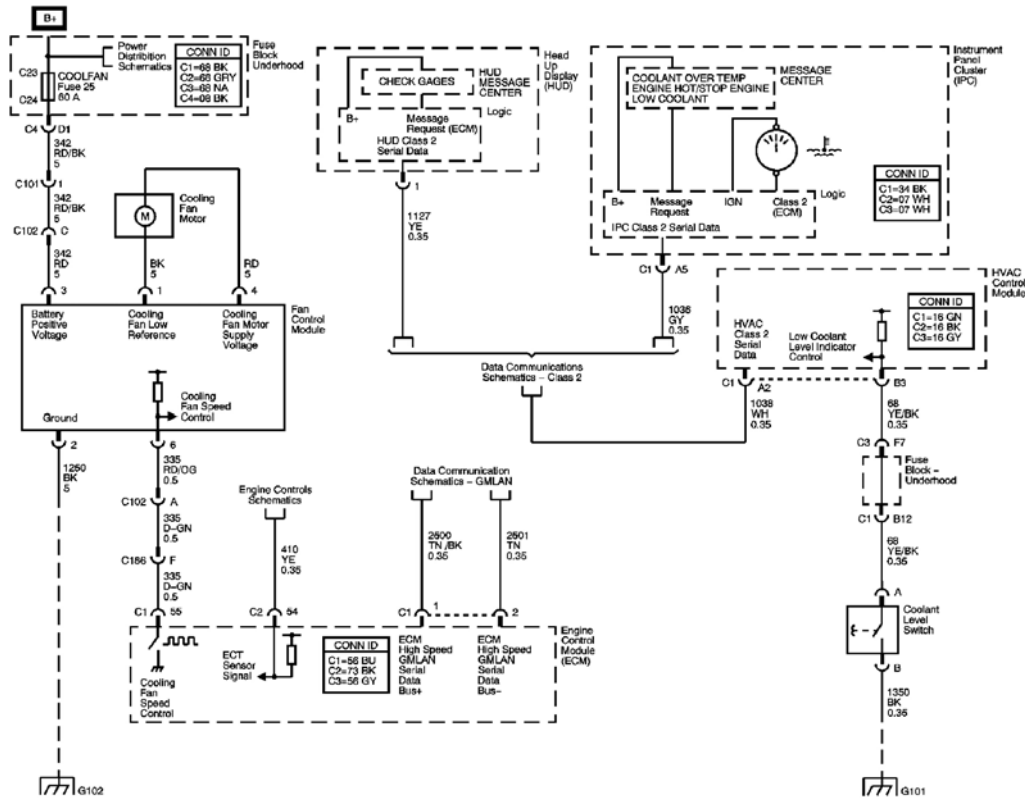 B+
Power
Distribition
Schematics
CONN ID
C1=68 BK
C2=68 GRY
C3=68 NA
C4=08 BK
Fuse
Block
Underhood
C23
COOLFAN
Fuse 25
60 A
C24
C4 D1
342
RD/BK
5
C101 1
342
RD/BK
5
C102 C
342
RD
5
3
Cooling
Fan
Motor
M
BK
5
1
RD
5
4
Battery
Positive
Voltage
Cooling
Fan Low
Reference
Cooling
Fan Motor
Supply
Voltage
Fan
Control
Module
Cooling
Fan Speed
Control
Ground
2
1250
BK
5
6
335
RD/OG
0.5
C102 A
335
D-GN
0.5
C186 F
335
D-GN
0.5
C1 55
Engine Controls
Schematics
410
YE
0.35
C2 54
Data Communication
Schematics – GMLAN
2500
TN/BK
0.35
2501
TN
0.35
C1 1
2
Cooling
Fan
Speed
Control
ECT
Sensor
Signal
CONN ID
C1=56 BU
C2=73 BK
C3=56 GY
ECM
High Speed
GMLAN
Serial
Data
Bus+
ECM
High Speed
GMLAN
Serial
Data
Bus–
Engine
Control
Module
(ECM)
G102
CHECK GAGES
HUD
MESSAGE
CENTER
Head
Up
Display
(HUD)
B+
Message
Request (ECM)
Logic
HUD Class 2
Serial Data
1
1127
YE
0.35
COOLANT OVER TEMP
ENGINE HOT/STOP ENGINE
LOW COOLANT
MESSAGE
CENTER
Instrument
Panel
Cluster
(IPC)
CONN ID
C1=34 BK
C2=07 WH
C3=07 WH
B+
Message
Request
IGN
Class 2
(ECM)
Logic
IPC Class 2 Serial Data
C1 A5
1036
GY
0.35
Data Communications
Schematics – Class 2
HVAC
Control
Module
CONN ID
C1=16 GN
C2=16 BK
C3=16 GY
HVAC
Class 2
Serial
Data
Low Coolant
Level Indicator
Control
C1 A2
B3
1038
WH
0.35
68
YE/BK
0.35
C3 F7
Fuse
Block –
Underhood
C1 B12
68
YE/BK
0.35
A
Coolant
Level
Switch
B
1350
BK
0.35
G101